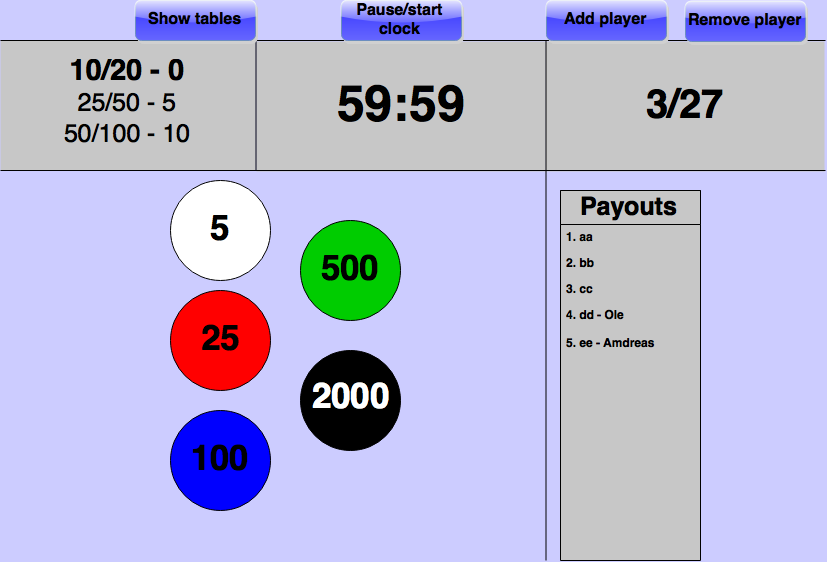 Show tables
Pause/start
clock
Add player
Remove player
10/20 - 0
25/50 - 5
50/100 - 10
59:59
3/27
5
500
25
2000
100
Payouts
1. aa
2. bb
3. cc
4. dd - Ole
5. ee - Amdreas